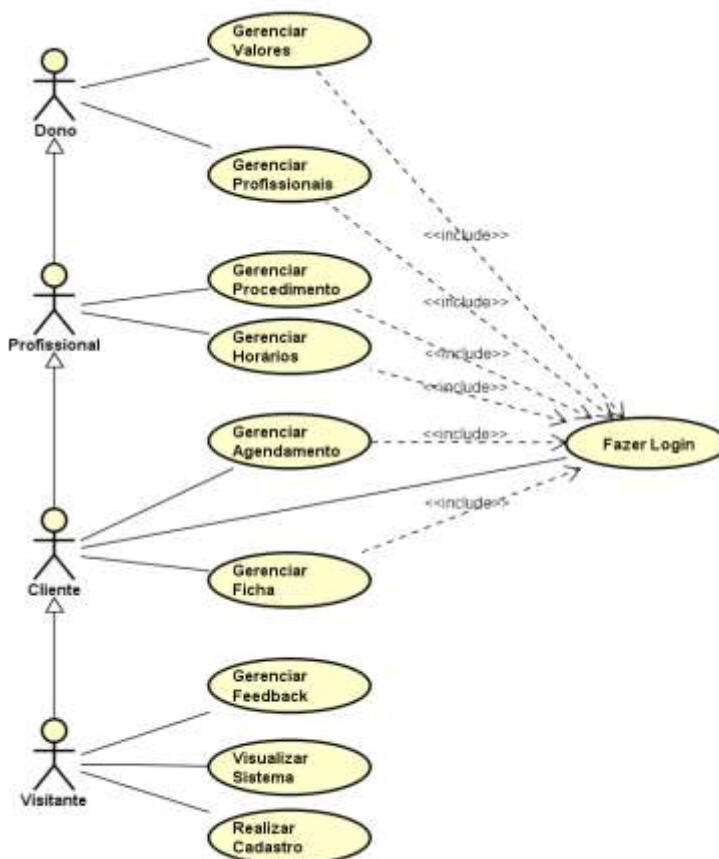 Gerenciar
Valores
Dono
Gerenciar
Profissionais
<<include>>
Gerenciar
Procedimento
<<include>>
Profissional
Gerenciar
Horários
<<include>>
<<include>>
Gerenciar
Agendamento
<<include>>
Fazer Login
<<include>>
Cliente
Gerenciar
Ficha
Gerenciar
Feedback
Visualizar
Sistema
Visitante
Realizar
Cadastro